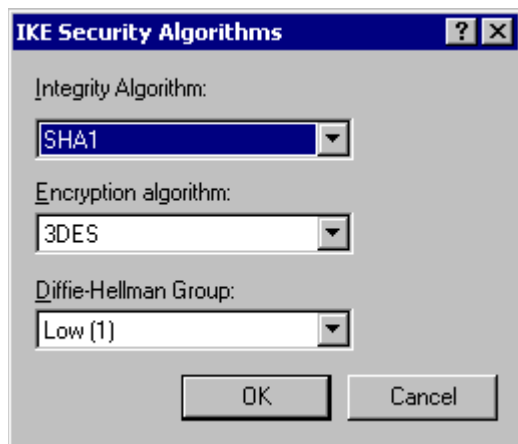 IKE Security Algorithms
Integrity Algorithm:
SHA1
Encryption algorithm:
3DES
Diffie-Hellman Group:
Low (1)
OK Cancel